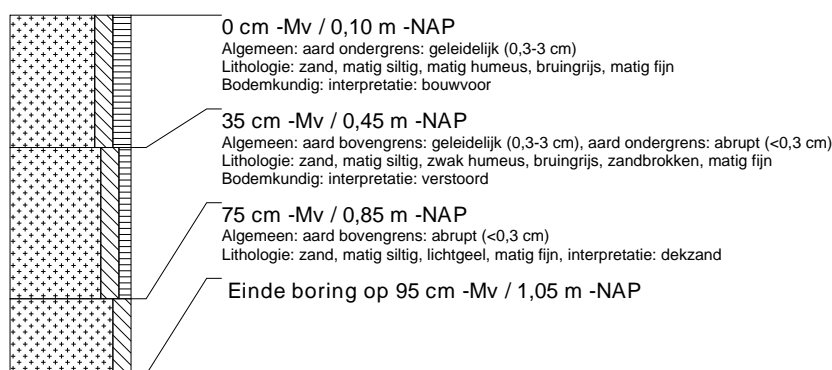 0 cm -Mv / 0,10 m -NAP
Algemeen: aard ondergrens: geleidelijk (0,3-3 cm)
Lithologie: zand, matig siltig, matig humeus, bruingrijs, matig fijn
Bodemkundig: interpretatie: bouwvoor
35 cm -Mv / 0,45 m -NAP
Algemeen: aard bovengrens: geleidelijk (0,3-3 cm), aard ondergrens: abrupt (<0,3 cm)
Lithologie: zand, matig siltig, zwak humeus, bruingrijs, zandbrokken, matig fijn
Bodemkundig: interpretatie: verstoord
75 cm -Mv / 0,85 m -NAP
Algemeen: aard bovengrens: abrupt (<0,3 cm)
Lithologie: zand, matig siltig, lichtgeel, matig fijn, interpretatie: dekzand
Einde boring op 95 cm -Mv / 1,05 m -NAP